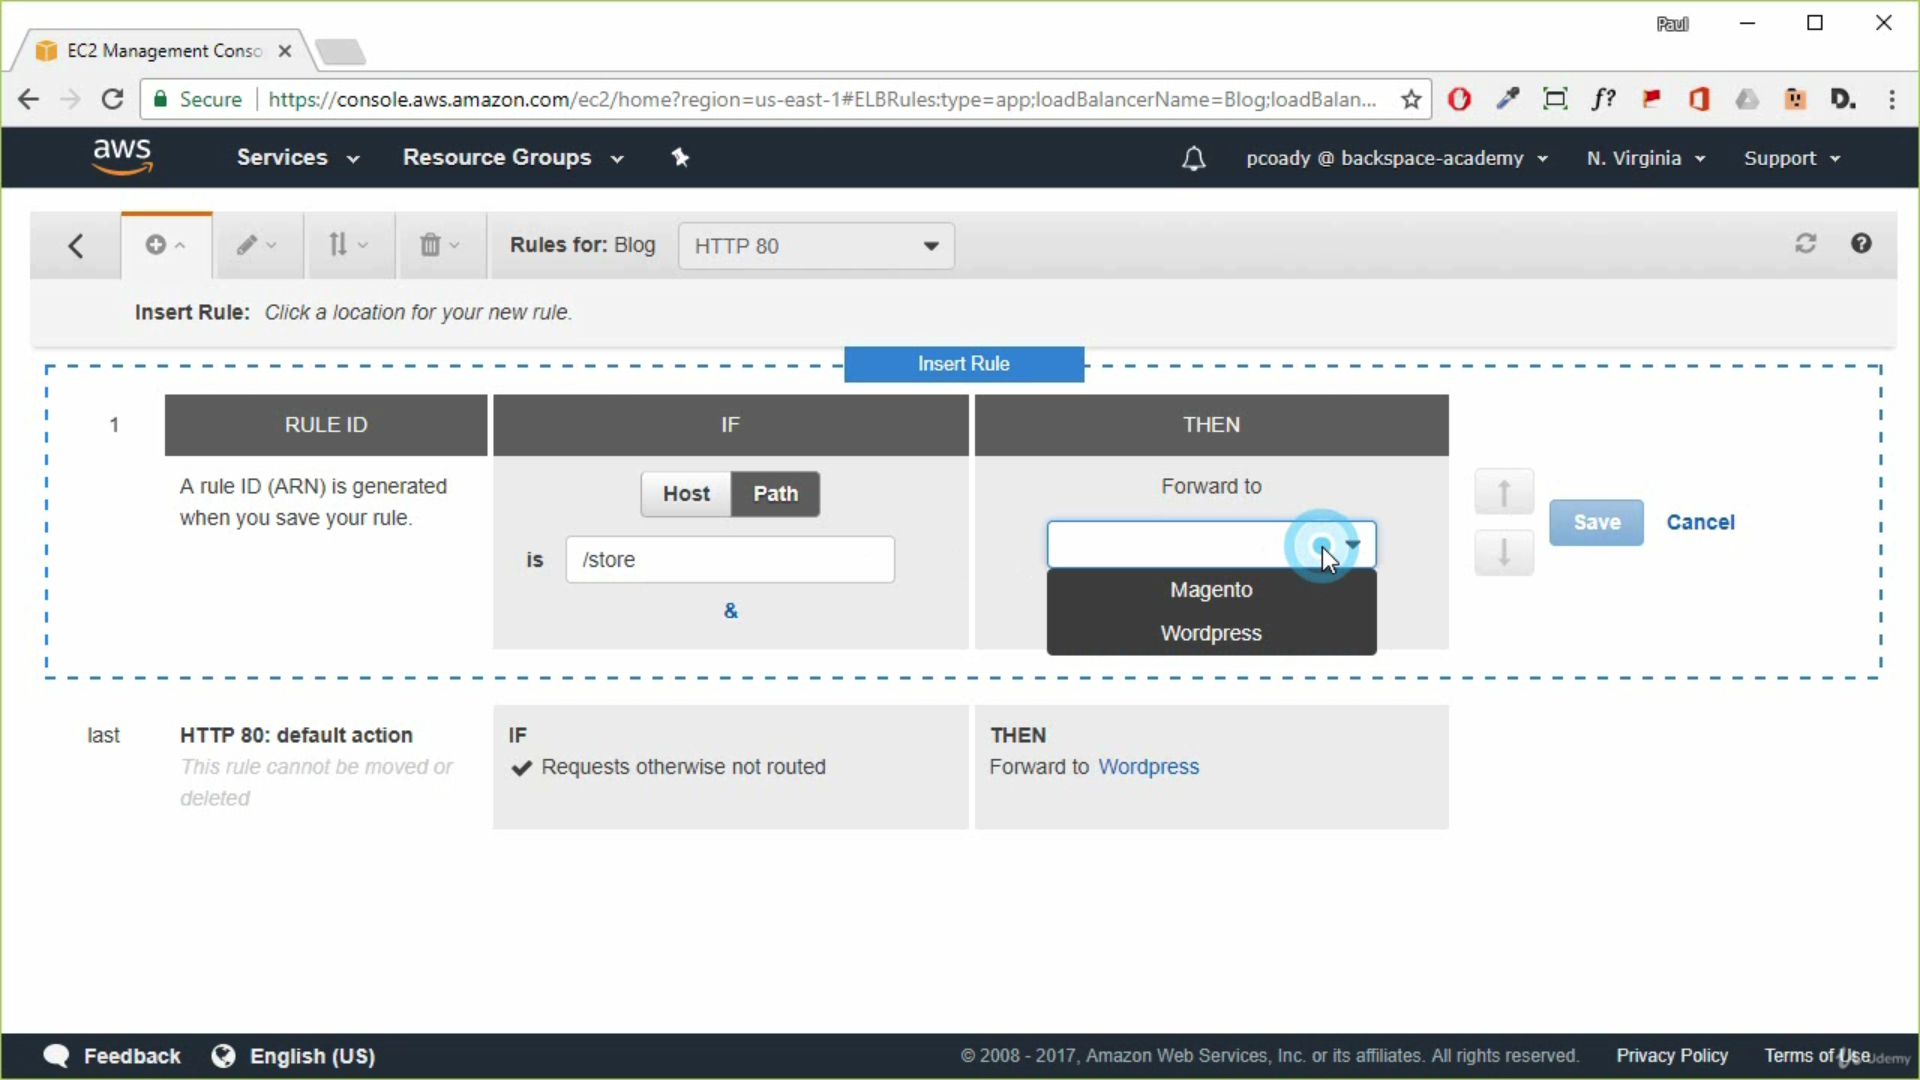 Paul
EC2 Management Conso
Secure https://console.aws.amazon.com/ec2/home?region=us-east-1#ELBRules:type=app;loadBalancerName=Blog;loadBalan...
f?
D.
aws Services Resource Groups pcoady @ backspace-academy N. Virginia Support
Rules for: Blog HTTP 80
Insert Rule: Click a location for your new rule.
Insert Rule
1 RULE ID IF THEN
A rule ID (ARN) is generated
when you save your rule.
Host Path
is /store
&
Forward to
Magento
Wordpress
Save Cancel
last HTTP 80: default action
This rule cannot be moved or
deleted
IF
Requests otherwise not routed
THEN
Forward to Wordpress
Feedback English (US) © 2008 - 2017, Amazon Web Services, Inc. or its affiliates. All rights reserved. Privacy Policy Terms of Use
Udemy